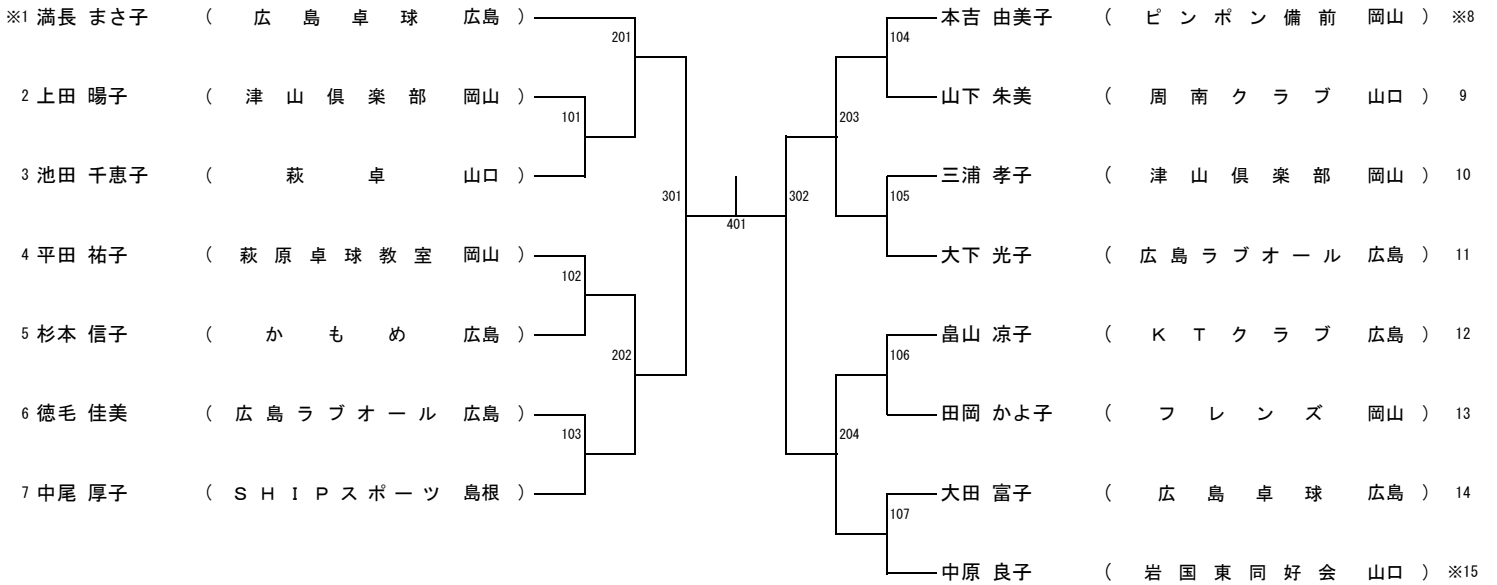 ※1 満長 まさ子 ( 広島卓球 広島 )
201
2 上田 暘子 ( 津山倶楽部 岡山 )
101
3 池田 千恵子 ( 萩卓 山口 )
301
4 平田 祐子 ( 萩原卓球教室 岡山 )
102
5 杉本 信子 ( かもめ 広島 )
202
6 徳毛 佳美 ( 広島ラブオール 広島 )
103
7 中尾 厚子 ( SHIPスポーツ 島根 )
401
本吉 由美子 ( ピンポン備前 岡山 ) ※8
104
山下 朱美 ( 周南クラブ 山口 ) 9
203
三浦 孝子 ( 津山倶楽部 岡山 ) 10
302
105
大下 光子 ( 広島ラブオール 広島 ) 11
畠山 凉子 ( KTクラブ 広島 ) 12
106
田岡 かよ子 ( フレンズ 岡山 ) 13
204
大田 富子 ( 広島卓球 広島 ) 14
107
中原 良子 ( 岩国東同好会 山口 ) ※15